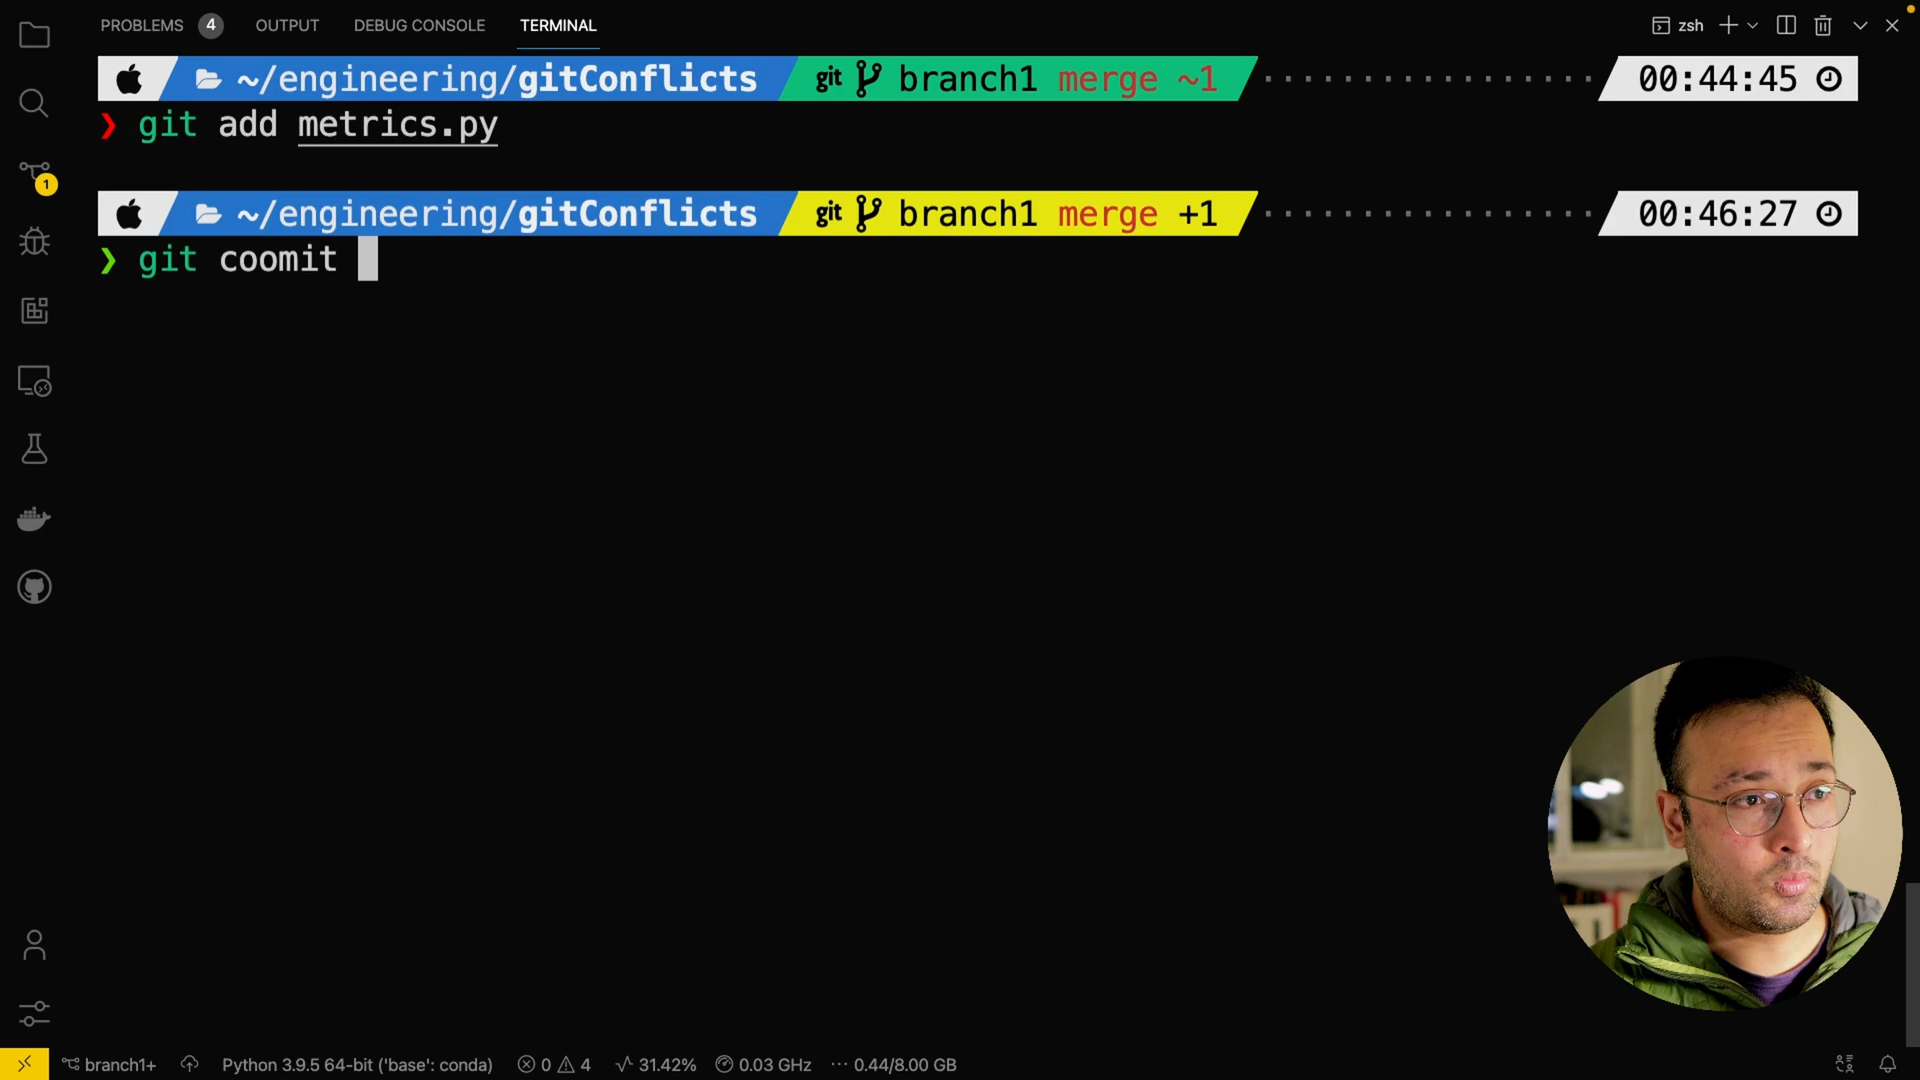 PROBLEMS 4 OUTPUT DEBUG CONSOLE TERMINAL zsh
~/engineering/gitConflicts git branch1 merge ~1 00:44:45
❯ git add metrics.py
~/engineering/gitConflicts git branch1 merge +1 00:46:27
❯ git coomit
1
branch1+ Python 3.9.5 64-bit ('base': conda) 0 4 31.42% 0.03 GHz ··· 0.44/8.00 GB